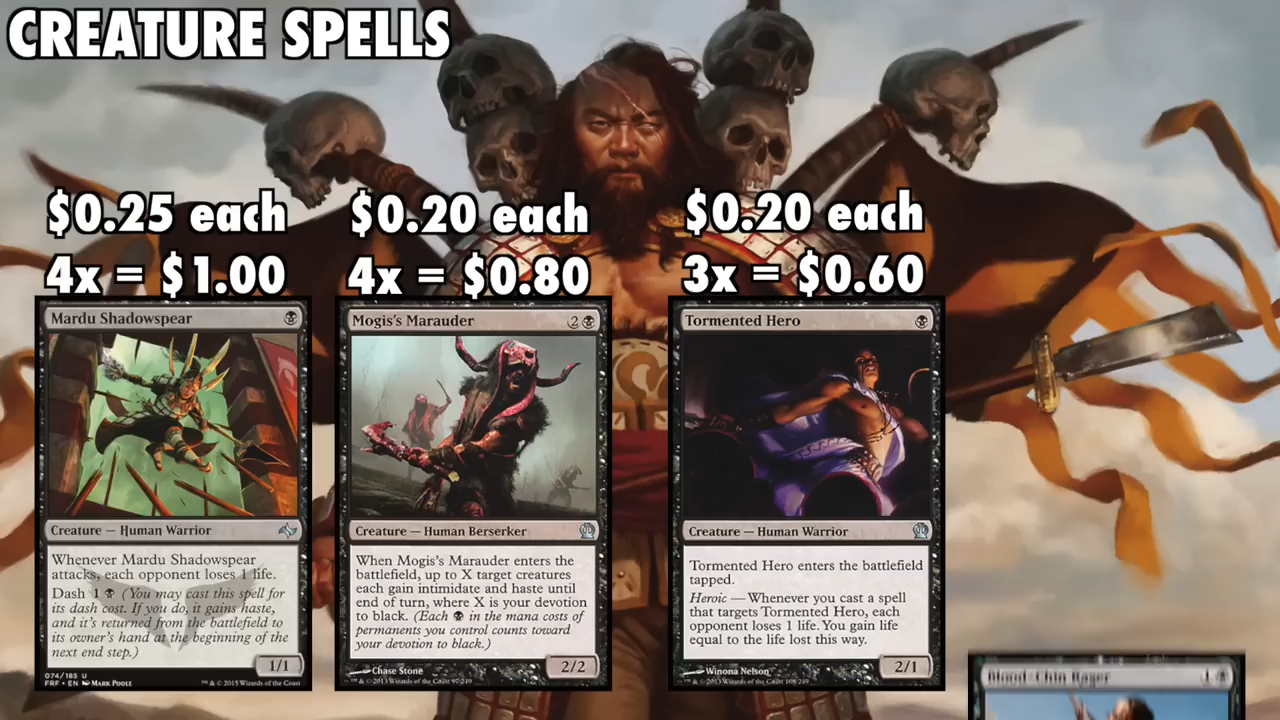 CREATURE SPELLS
$0.25 each
4x = $1.00
$0.20 each
4x = $0.80
$0.20 each
3x = $0.60
Mardu Shadowspear
Creature — Human Warrior
Whenever Mardu Shadowspear
attacks, each opponent loses 1 life.
Dash 1 (You may cast this spell for
its dash cost. If you do, it gains haste,
and it's returned from the battlefield to
its owner's hand at the beginning of the
next end step.)
1/1
074/185 U
FRF • EN MARK POOLE
™ & © 2015 Wizards of the Coast
Mogis's Marauder
2
Creature — Human Berserker
When Mogis's Marauder enters the
battlefield, up to X target creatures
each gain intimidate and haste until
end of turn, where X is your devotion
to black. (Each in the mana costs of
permanents you control counts toward
your devotion to black.)
2/2
Chase Stone
™ & © 2013 Wizards of the Coast 97/249
Tormented Hero
Creature — Human Warrior
Tormented Hero enters the battlefield
tapped.
Heroic — Whenever you cast a spell
that targets Tormented Hero, each
opponent loses 1 life. You gain life
equal to the life lost this way.
2/1
Winona Nelson
™ & © 2013 Wizards of the Coast 108/249
Blood-Chin Rager
1